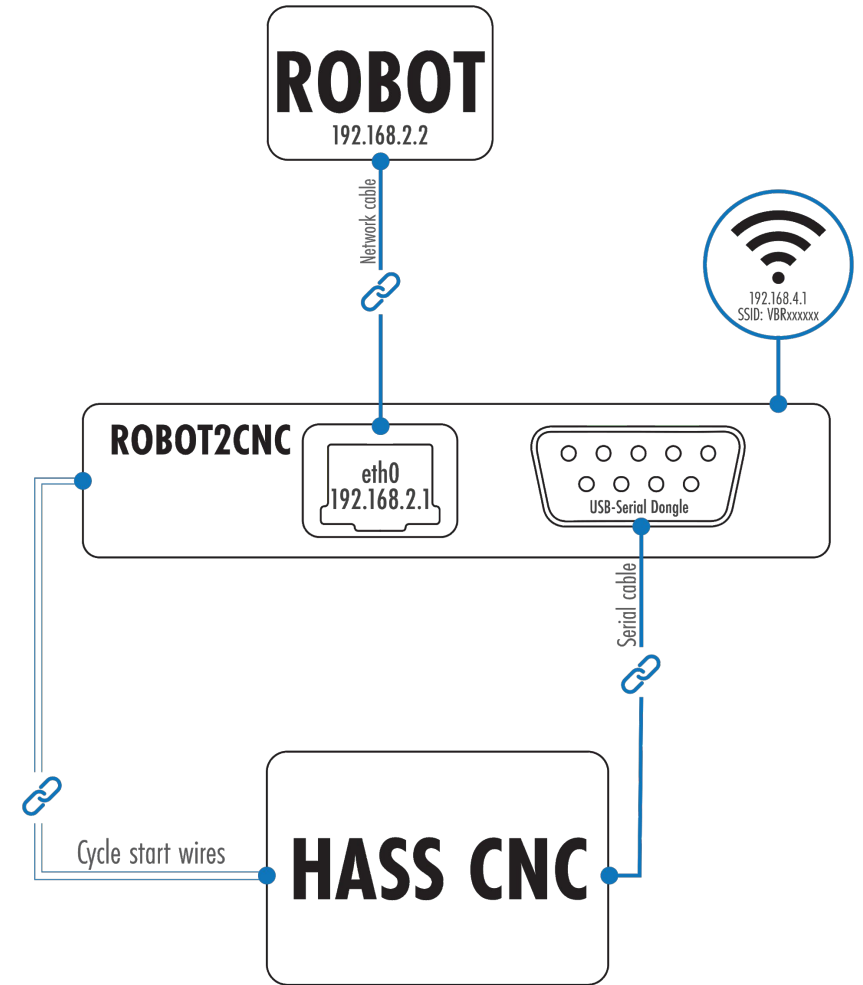 ROBOT
192.168.2.2
Network cable
192.168.4.1
SSID: VBRxxxxxx
ROBOT2CNC
eth0
192.168.2.1
USB-Serial Dongle
Serial cable
Cycle start wires
HASS CNC